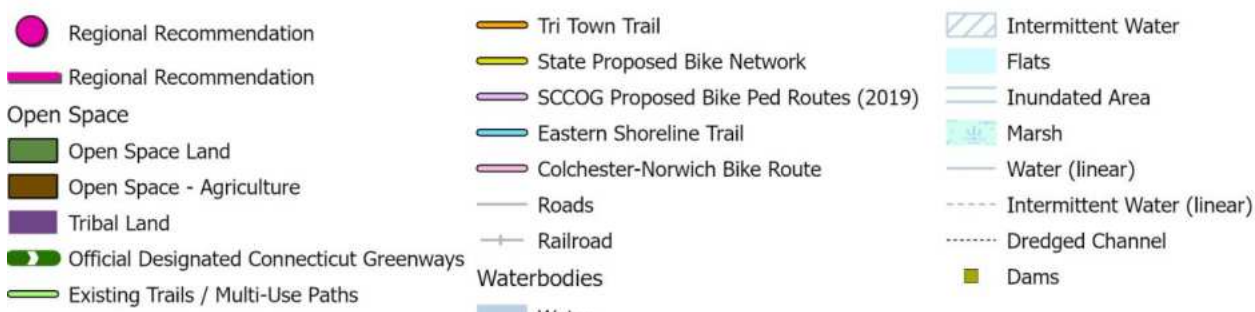 Regional Recommendation
Regional Recommendation
Open Space
Open Space Land
Open Space - Agriculture
Tribal Land
Official Designated Connecticut Greenways
Existing Trails / Multi-Use Paths
Tri Town Trail
State Proposed Bike Network
SCCOG Proposed Bike Ped Routes (2019)
Eastern Shoreline Trail
Colchester-Norwich Bike Route
Roads
Railroad
Waterbodies
Intermittent Water
Flats
Inundated Area
Marsh
Water (linear)
Intermittent Water (linear)
Dredged Channel
Dams